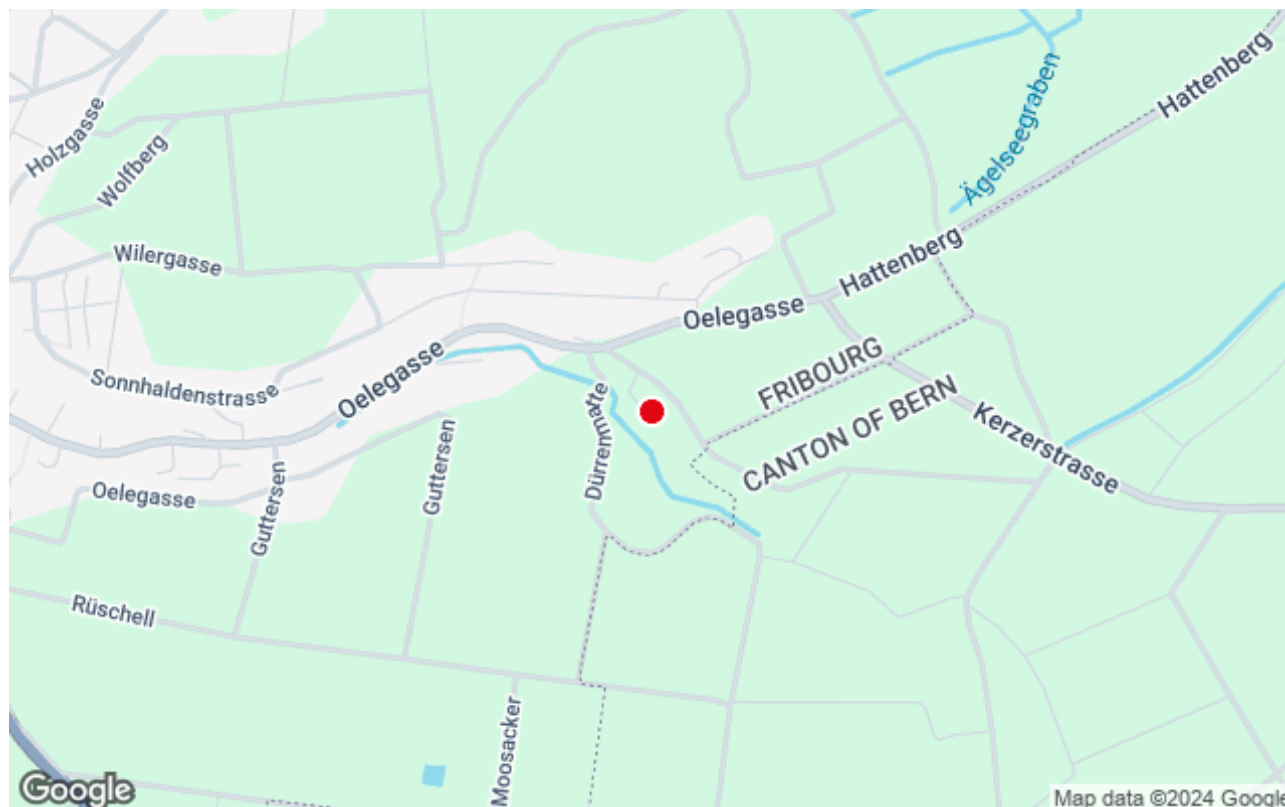 Hattenberg
Ägelseegraben
Holzgasse
Wolfberg
Wilergasse
Hattenberg
Oelegasse
FRIBOURG
Oelegasse
Sonnhaldenstrasse
CANTON OF BERN
Kerzerstrasse
Dürrenmatte
Guttersen
Oelegasse
Guttersen
Rüschell
Moosacker
Google
Map data ©2024 Google